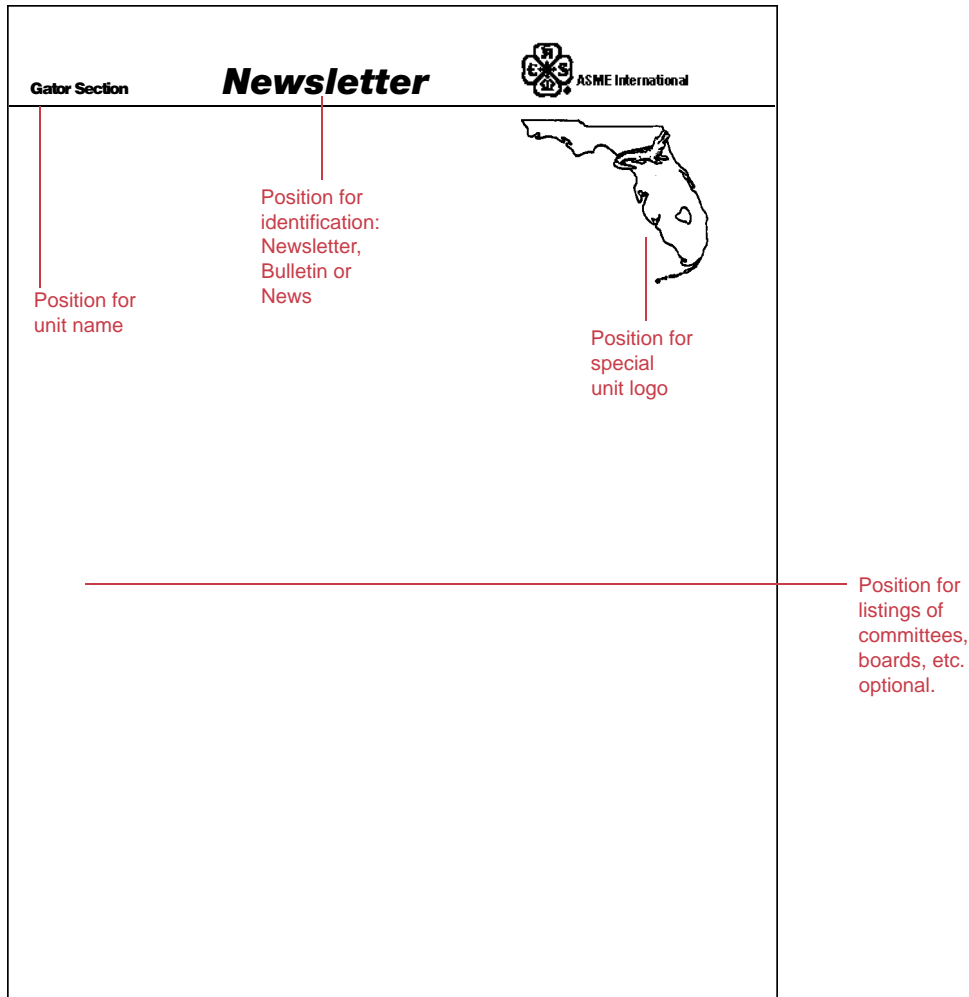 Gator Section
Newsletter
ASME International
Position for
identification:
Newsletter,
Bulletin or
News
Position for
unit name
Position for
special
unit logo
Position for
listings of
committees,
boards, etc.
optional.